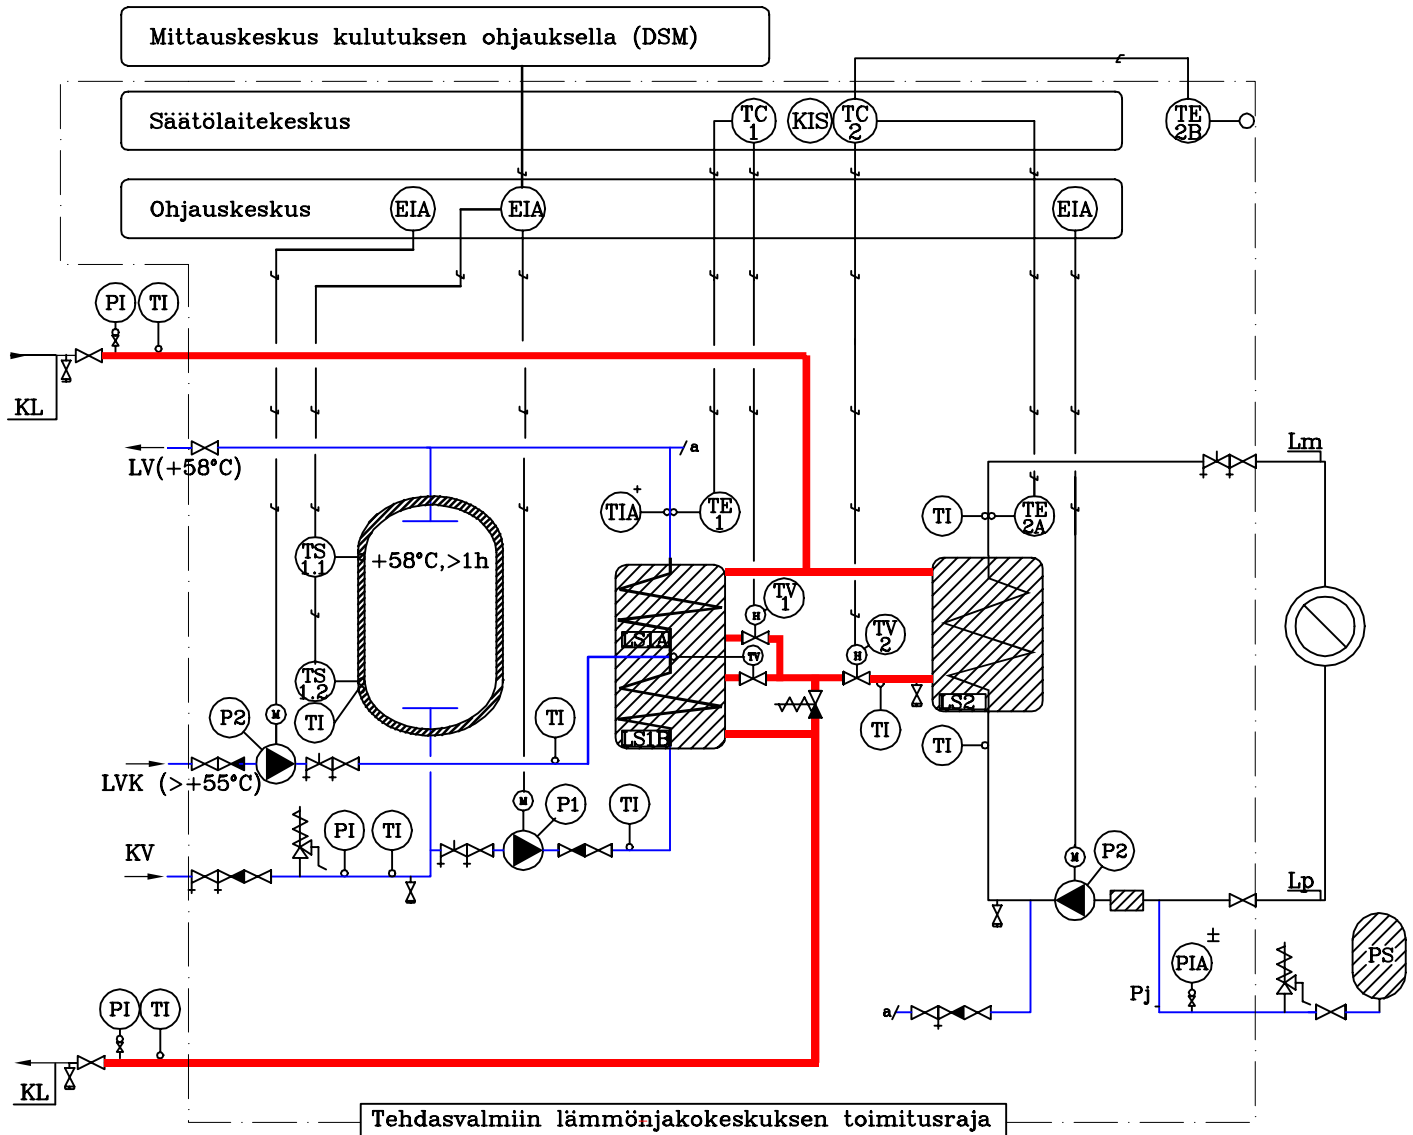 Mittauskeskus kulutuksen ohjauksella (DSM)
Säätölaitekeskus
TC 1
KIS
TC 2
TE 2B
Ohjauskeskus
EIA
EIA
EIA
PI
TI
KL
LV(+58°C)
a
Lm
TIA +
TE 1
TI
TE 2A
TS 1.1
+58°C,>1h
TV 1
H
TV 2
H
LS1A
TV
TS 1.2
LS2
P2
M
TI
TI
LS1B
TI
TI
LVK (>+55°C)
M
P1
TI
KV
PI
TI
M
P2
Lp
PIA ±
PS
Pj
a
PI
TI
KL
Tehdasvalmiin lämmönjakokeskuksen toimitusraja